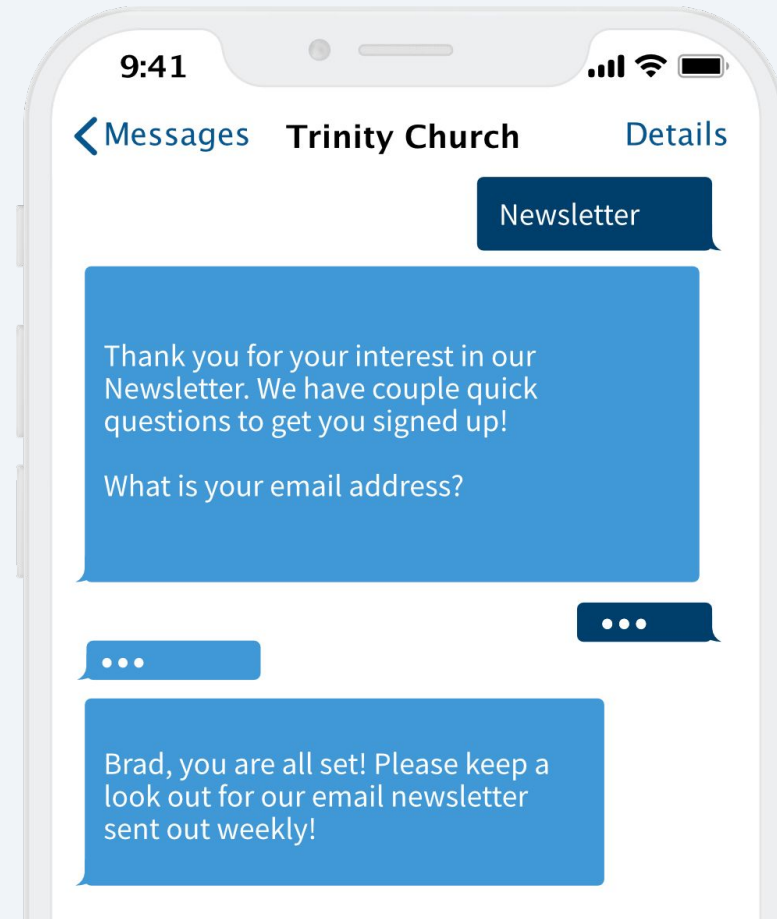 9:41
Messages Trinity Church Details
Newsletter
Thank you for your interest in our
Newsletter. We have couple quick
questions to get you signed up!
What is your email address?
•••
•••
Brad, you are all set! Please keep a
look out for our email newsletter
sent out weekly!